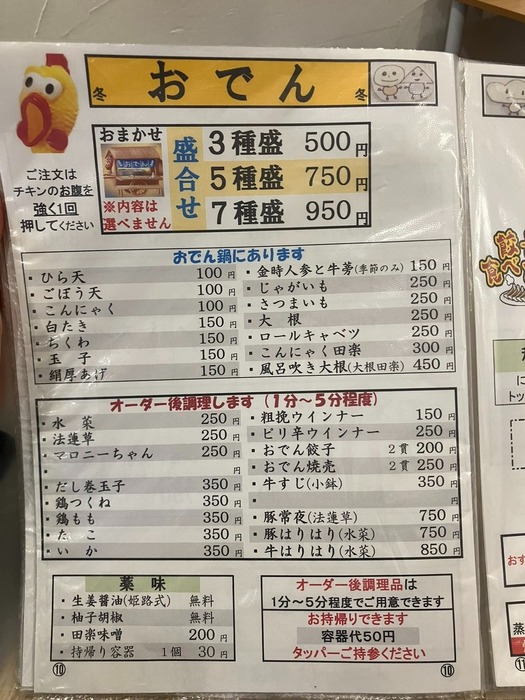 冬 おでん 冬
ご注文は
チキンのお腹を
強く1回
押してください
おまかせ
※内容は
選べません
盛合せ
3種盛 500円
5種盛 750円
7種盛 950円
おでん鍋にあります
・ひら天 100円
・ごぼう天 100円
・こんにゃく 100円
・白たき 150円
・ちくわ 150円
・玉子 150円
・絹厚あげ 150円
・金時人参と牛蒡(季節のみ) 150円
・じゃがいも 250円
・さつまいも 250円
・大根 250円
・ロールキャベツ 250円
・こんにゃく田楽 300円
・風呂吹き大根(大根田楽) 450円
オーダー後調理します(1分〜5分程度)
・水菜 250円
・法蓮草 250円
・マロニーちゃん 250円
・ 円
・だし巻玉子 350円
・鶏つくね 350円
・鶏もも 350円
・たこ 350円
・いか 350円
・粗挽ウインナー 150円
・ピリ辛ウインナー 250円
・おでん餃子 2貫 200円
・おでん焼売 2貫 250円
・牛すじ(小鉢) 350円
・ 円
・豚常夜(法蓮草) 750円
・豚はりはり(水菜) 750円
・牛はりはり(水菜) 850円
薬味
・生姜醤油(姫路式) 無料
・柚子胡椒 無料
・田楽味噌 200円
・持帰り容器 1個 30円
オーダー後調理品は
1分〜5分程度でご用意できます
お持帰りできます
容器代50円
タッパーご持参ください
⑩
⑩